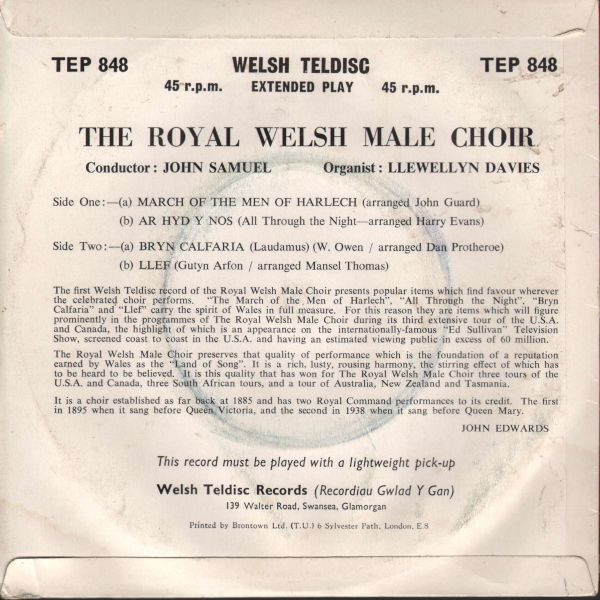 TEP 848 WELSH TELDISC TEP 848
45 r.p.m. EXTENDED PLAY 45 r.p.m.
THE ROYAL WELSH MALE CHOIR
Conductor: JOHN SAMUEL Organist: LLEWELLYN DAVIES
Side One:—(a) MARCH OF THE MEN OF HARLECH (arranged John Guard)
(b) AR HYD Y NOS (All Through the Night—arranged Harry Evans)
Side Two:—(a) BRYN CALFARIA (Laudamus) (W. Owen / arranged Dan Protheroe)
(b) LLEF (Gutyn Arfon / arranged Mansel Thomas)
The first Welsh Teldisc record of the Royal Welsh Male Choir presents popular items which find favour wherever
the celebrated choir performs. "The March of the Men of Harlech", "All Through the Night", "Bryn
Calfaria" and "Llef" carry the spirit of Wales in full measure. For this reason they are items which will figure
prominently in the programmes of The Royal Welsh Male Choir during its third extensive tour of the U.S.A.
and Canada, the highlight of which is an appearance on the internationally-famous "Ed Sullivan" Television
Show, screened coast to coast in the U.S.A. and having an estimated viewing public in excess of 60 million.
The Royal Welsh Male Choir preserves that quality of performance which is the foundation of a reputation
earned by Wales as the "Land of Song". It is a rich, lusty, rousing harmony, the stirring effect of which has
to be heard to be believed. It is this quality that has won for The Royal Welsh Male Choir three tours of the
U.S.A. and Canada, three South African tours, and a tour of Australia, New Zealand and Tasmania.
It is a choir established as far back at 1885 and has two Royal Command performances to its credit. The first
in 1895 when it sang before Queen Victoria, and the second in 1938 when it sang before Queen Mary.
JOHN EDWARDS
This record must be played with a lightweight pick-up
Welsh Teldisc Records (Recordiau Gwlad Y Gan)
139 Walter Road, Swansea, Glamorgan
Printed by Brontown Ltd. (T.U.) 6 Sylvester Path, London, E.8